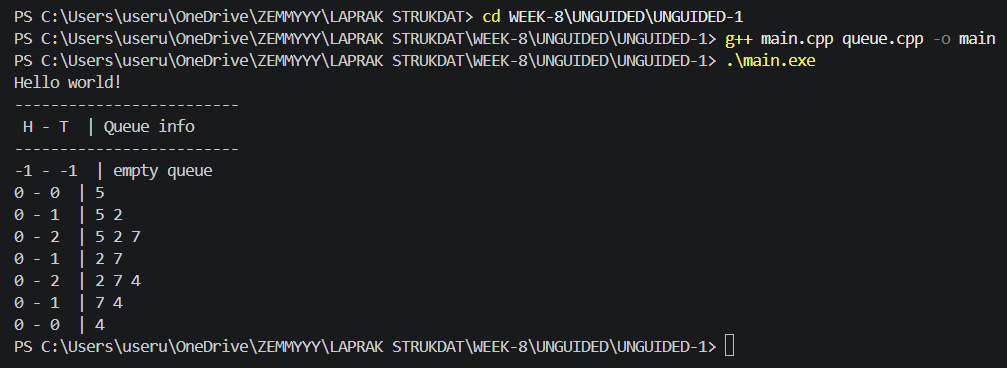 PS C:\Users\useru\OneDrive\ZEMMYYY\LAPRAK STRUKDAT> cd WEEK-8\UNGUIDED\UNGUIDED-1
PS C:\Users\useru\OneDrive\ZEMMYYY\LAPRAK STRUKDAT\WEEK-8\UNGUIDED\UNGUIDED-1> g++ main.cpp queue.cpp -o main
PS C:\Users\useru\OneDrive\ZEMMYYY\LAPRAK STRUKDAT\WEEK-8\UNGUIDED\UNGUIDED-1> .\main.exe
Hello world!
-------------------------
 H - T  | Queue info
-------------------------
-1 - -1  | empty queue
0 - 0  | 5
0 - 1  | 5 2
0 - 2  | 5 2 7
0 - 1  | 2 7
0 - 2  | 2 7 4
0 - 1  | 7 4
0 - 0  | 4
PS C:\Users\useru\OneDrive\ZEMMYYY\LAPRAK STRUKDAT\WEEK-8\UNGUIDED\UNGUIDED-1>